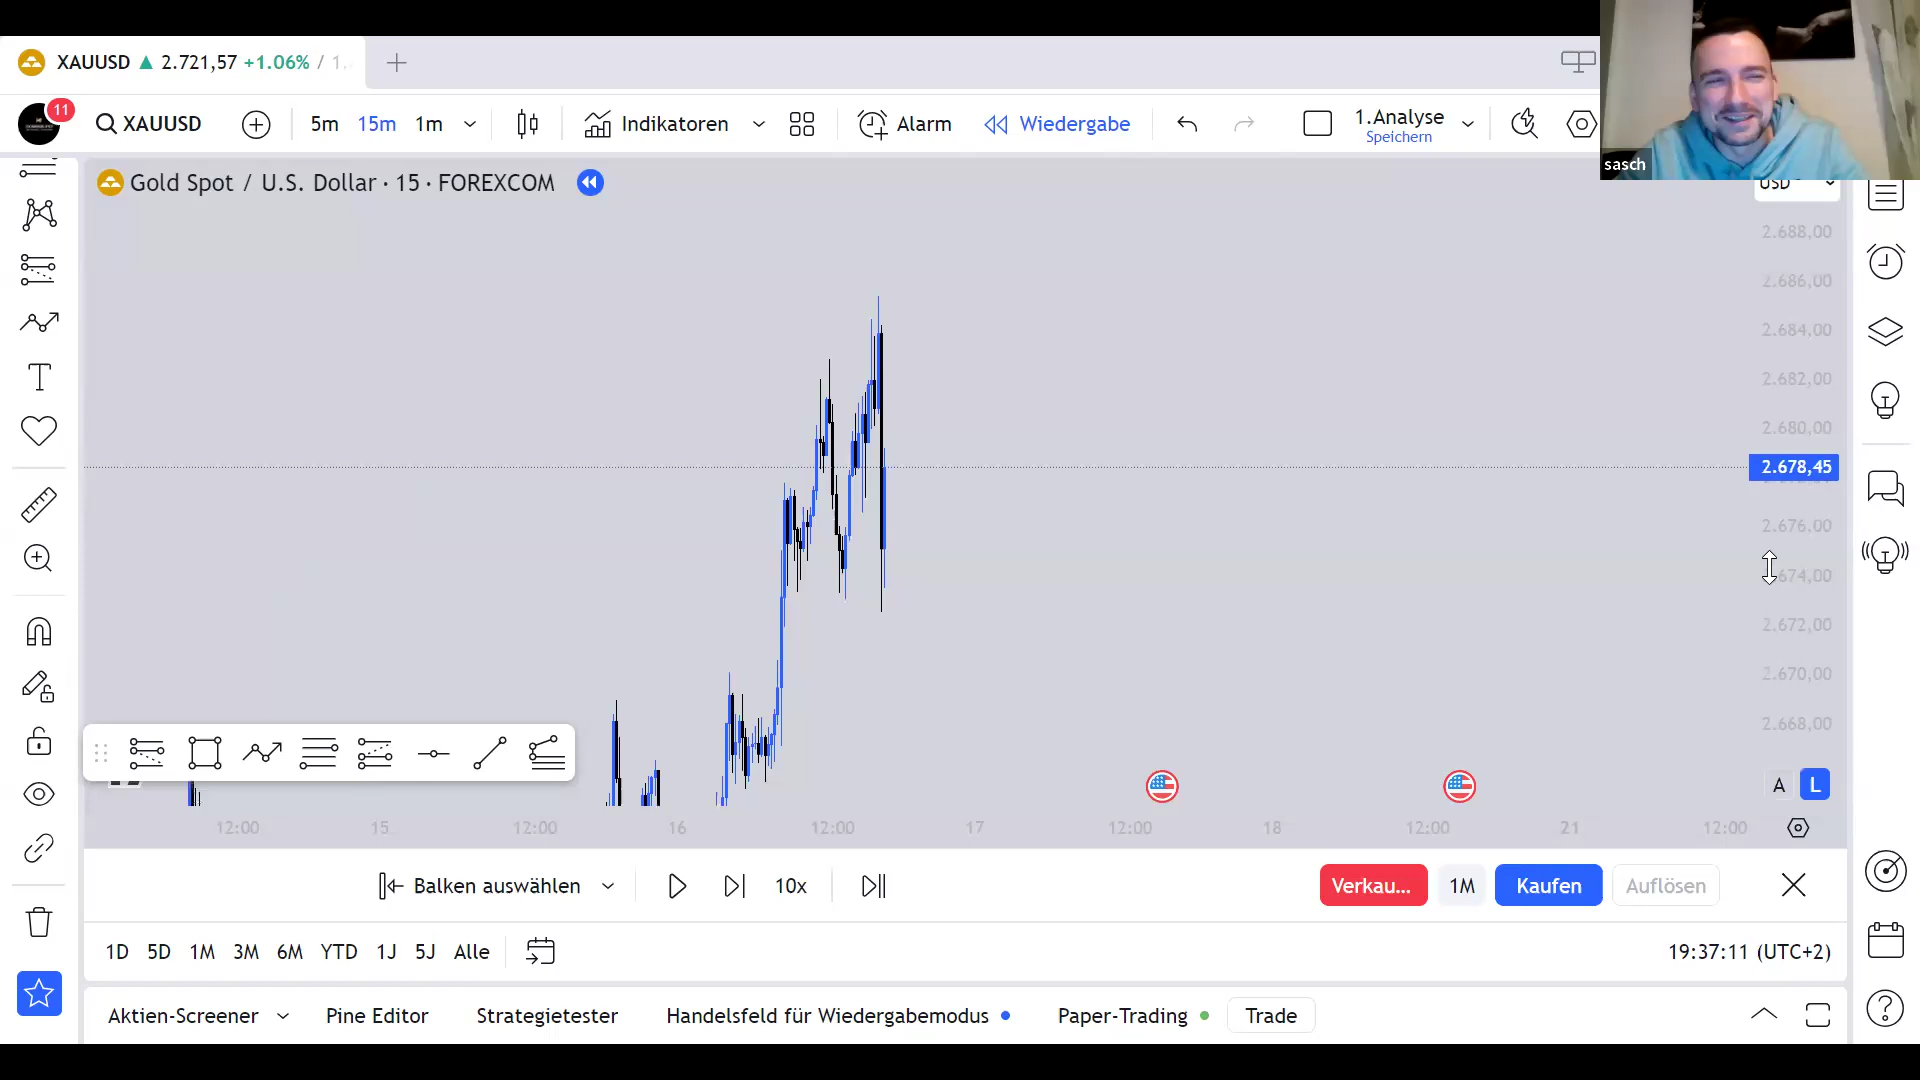 XAUUSD 2.721,57 +1.06% / 1.
11
XAUUSD
5m 15m 1m
Indikatoren
Alarm
Wiedergabe
1.Analyse
Speichern
sasch
Gold Spot / U.S. Dollar · 15 · FOREXCOM
USD
2.688,00
2.686,00
2.684,00
2.682,00
2.680,00
2.678,45
2.676,00
674,00
2.672,00
2.670,00
2.668,00
A L
12:00 15 12:00 16 12:00 17 12:00 18 12:00 21 12:00
Balken auswählen
10x
Verkau...
1M
Kaufen
Auflösen
1D 5D 1M 3M 6M YTD 1J 5J Alle
19:37:11 (UTC+2)
Aktien-Screener
Pine Editor
Strategietester
Handelsfeld für Wiedergabemodus
Paper-Trading
Trade